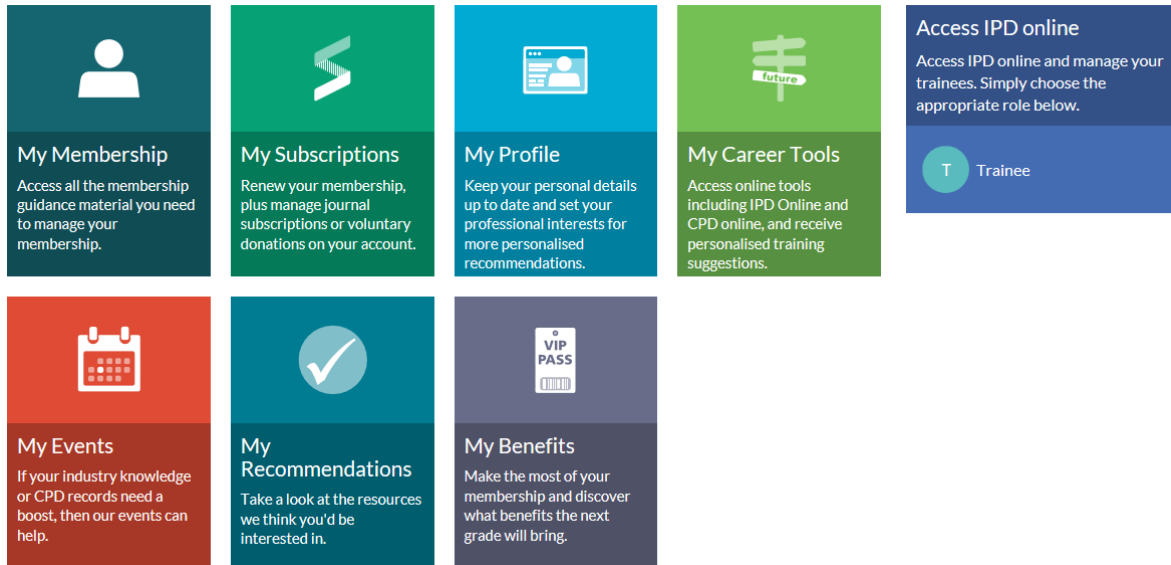 My Membership
Access all the membership
guidance material you need
to manage your
membership.
My Subscriptions
Renew your membership,
plus manage journal
subscriptions or voluntary
donations on your account.
My Profile
Keep your personal details
up to date and set your
professional interests for
more personalised
recommendations.
future
My Career Tools
Access online tools
including IPD Online and
CPD online, and receive
personalised training
suggestions.
Access IPD online
Access IPD online and manage your
trainees. Simply choose the
appropriate role below.
T Trainee
My Events
If your industry knowledge
or CPD records need a
boost, then our events can
help.
My
Recommendations
Take a look at the resources
we think you'd be
interested in.
VIP
PASS
My Benefits
Make the most of your
membership and discover
what benefits the next
grade will bring.